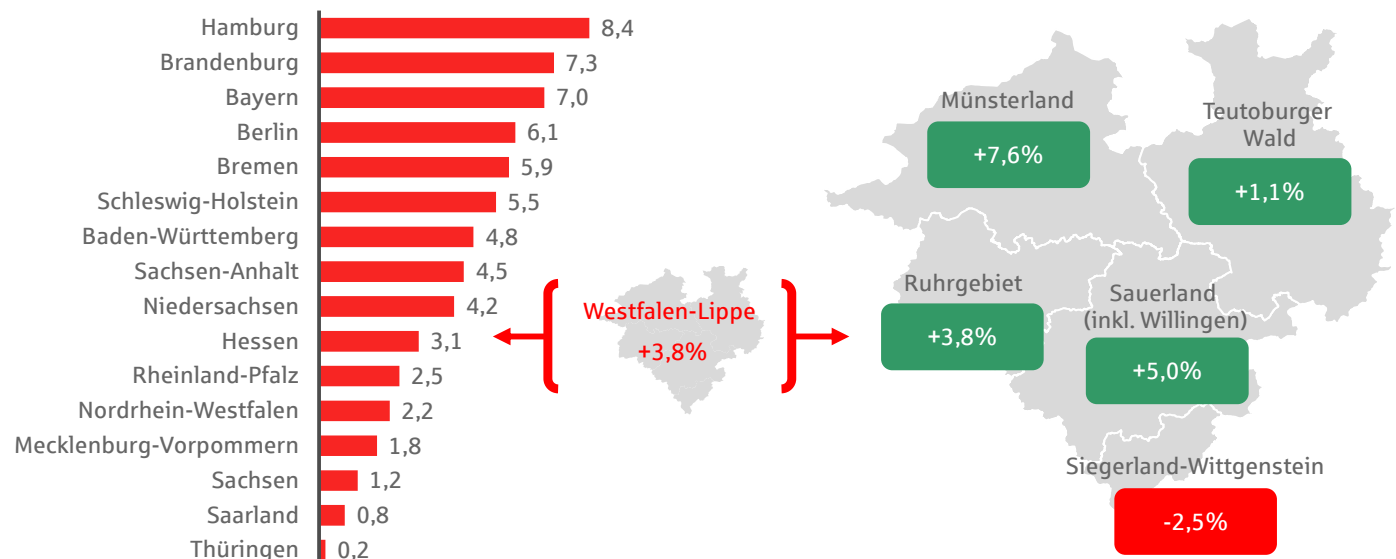 Hamburg 8,4
Brandenburg 7,3
Bayern 7,0
Berlin 6,1
Bremen 5,9
Schleswig-Holstein 5,5
Baden-Württemberg 4,8
Sachsen-Anhalt 4,5
Niedersachsen 4,2
Hessen 3,1
Rheinland-Pfalz 2,5
Nordrhein-Westfalen 2,2
Mecklenburg-Vorpommern 1,8
Sachsen 1,2
Saarland 0,8
Thüringen 0,2
Westfalen-Lippe
+3,8%
Münsterland
+7,6%
Teutoburger
Wald
+1,1%
Ruhrgebiet
+3,8%
Sauerland
(inkl. Willingen)
+5,0%
Siegerland-Wittgenstein
-2,5%